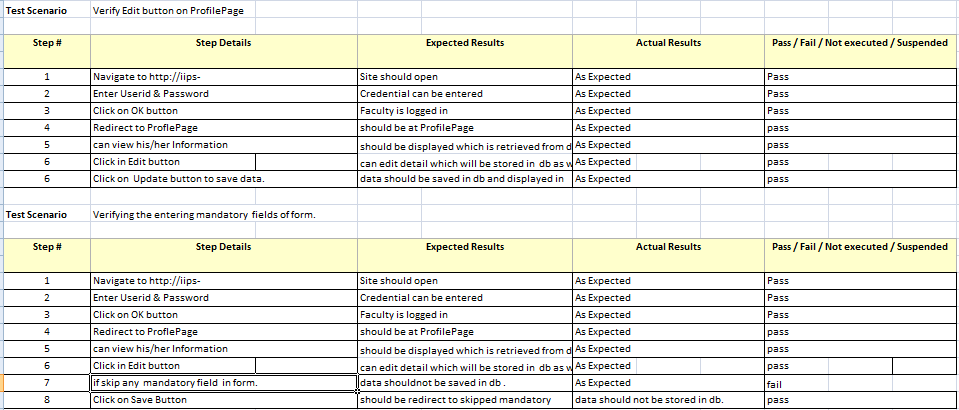 Test Scenario Verify Edit button on ProfilePage
Step # Step Details Expected Results Actual Results Pass / Fail / Not executed / Suspended
1 Navigate to http://iips- Site should open As Expected Pass
2 Enter Userid & Password Credential can be entered As Expected Pass
3 Click on OK button Faculty is logged in As Expected Pass
4 Redirect to ProflePage should be at ProfilePage As Expected pass
5 can view his/her Information should be displayed which is retrieved from d As Expected pass
6 Click in Edit button can edit detail which will be stored in db as w As Expected pass
6 Click on Update button to save data. data should be saved in db and displayed in As Expected pass
Test Scenario Verifying the entering mandatory fields of form.
Step # Step Details Expected Results Actual Results Pass / Fail / Not executed / Suspended
1 Navigate to http://iips- Site should open As Expected Pass
2 Enter Userid & Password Credential can be entered As Expected Pass
3 Click on OK button Faculty is logged in As Expected Pass
4 Redirect to ProflePage should be at ProfilePage As Expected pass
5 can view his/her Information should be displayed which is retrieved from d As Expected pass
6 Click in Edit button can edit detail which will be stored in db as w As Expected pass
7 if skip any mandatory field in form. data shouldnot be saved in db . As Expected fail
8 Click on Save Button should be redirect to skipped mandatory data should not be stored in db. pass